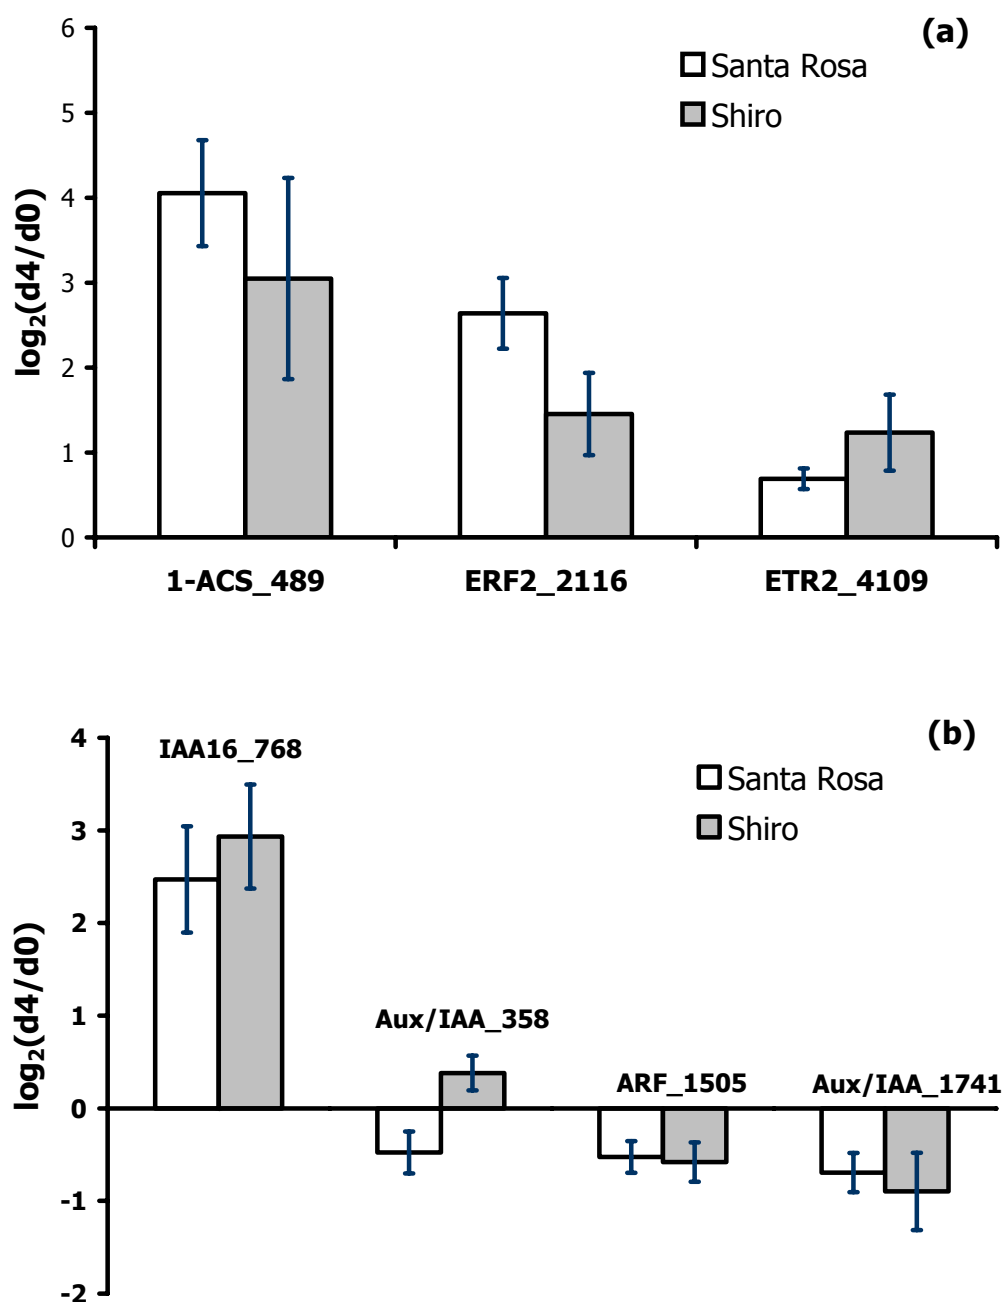 (a)
6
5
4
3
2
1
0
log₂(d4/d0)
Santa Rosa
Shiro
1-ACS_489 ERF2_2116 ETR2_4109
(b)
4
3
2
1
0
-1
-2
log₂(d4/d0)
Santa Rosa
Shiro
IAA16_768
Aux/IAA_358
ARF_1505
Aux/IAA_1741